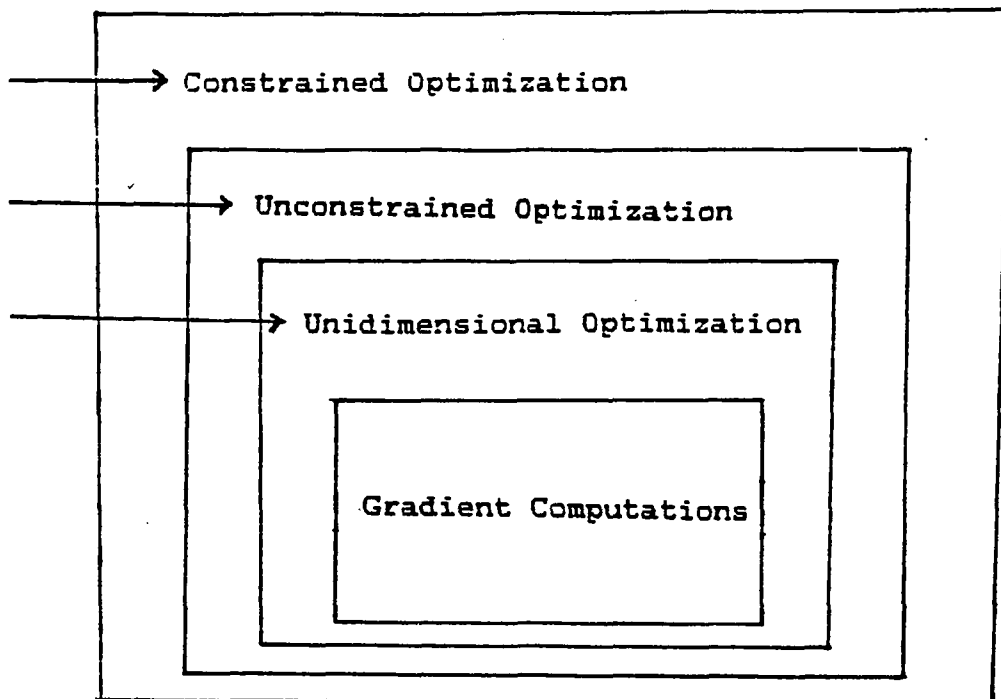 Constrained Optimization
Unconstrained Optimization
Unidimensional Optimization
Gradient Computations